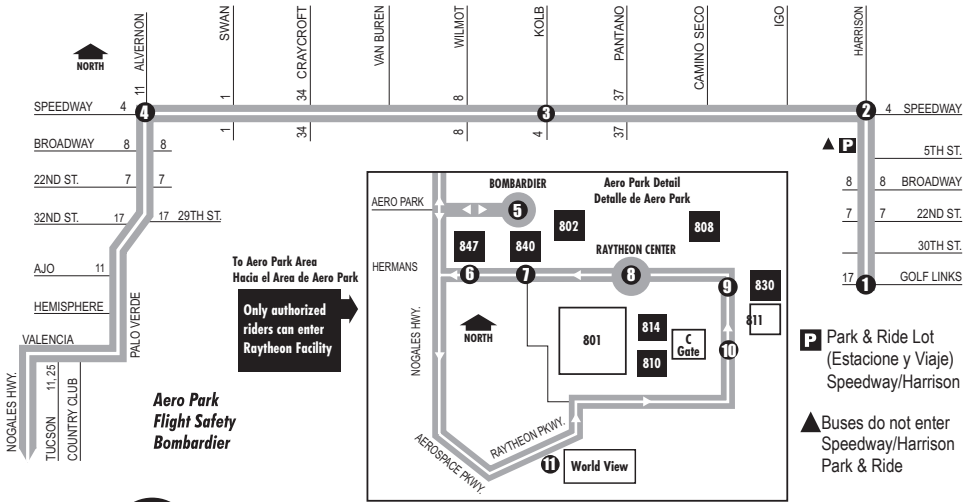 NORTH
ALVERNON
11
SWAN
1
CRAYCROFT
34
VAN BUREN
WILMOT
8
KOLB
PANTANO
37
CAMINO SECO
IGO
HARRISON
SPEEDWAY 4
4
3
2
4 SPEEDWAY
1
34
8
4
37
BROADWAY 8 8
22ND ST. 7 7
32ND ST. 17 17 29TH ST.
AJO 11
HEMISPHERE
VALENCIA
PALO VERDE
NOGALES HWY.
TUCSON 11, 25
COUNTRY CLUB
P
5TH ST.
8 8 BROADWAY
7 7 22ND ST.
30TH ST.
17 1 GOLF LINKS
To Aero Park Area
Hacia el Area de Aero Park
Only authorized
riders can enter
Raytheon Facility
Aero Park
Flight Safety
Bombardier
BOMBARDIER
Aero Park Detail
Detalle de Aero Park
AERO PARK
5
802
808
847
840
RAYTHEON CENTER
HERMANS
6
7
8
9
830
NORTH
NOGALES HWY.
801
814
810
C
Gate
811
10
RAYTHEON PKWY.
AEROSPACE PKWY.
11
World View
P Park & Ride Lot
(Estacione y Viaje)
Speedway/Harrison
Buses do not enter
Speedway/Harrison
Park & Ride